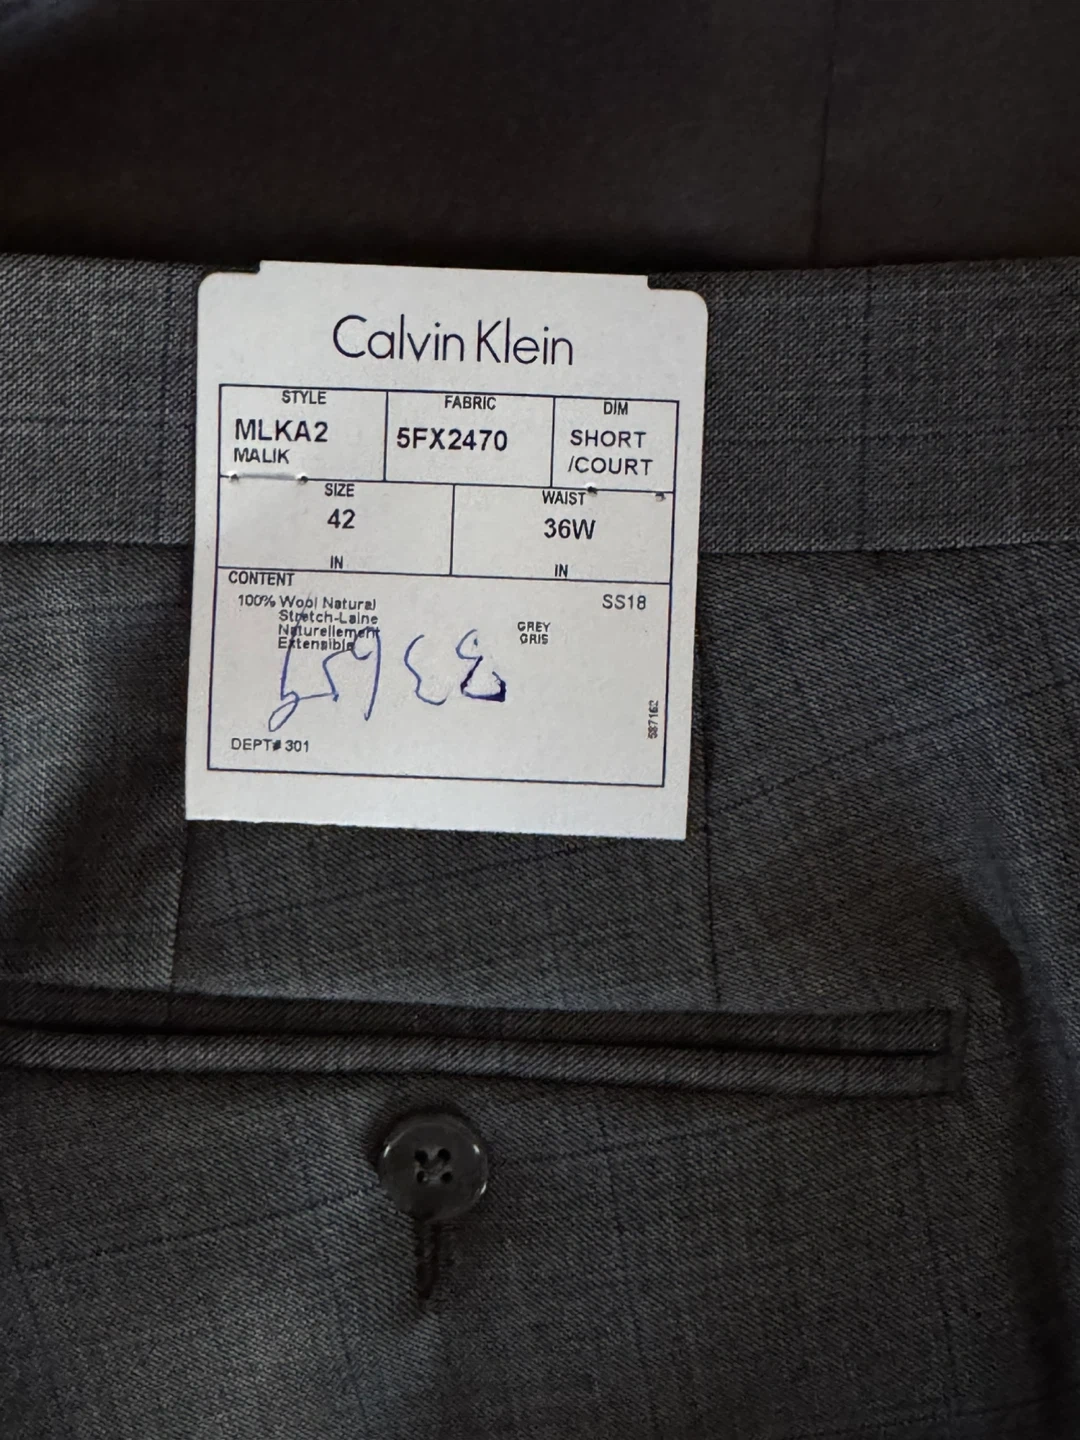 Calvin Klein
STYLE
MLKA2
MALIK
FABRIC
5FX2470
DIM
SHORT
/COURT
SIZE
42
IN
WAIST
36W
IN
CONTENT
100% Wool Natural
Stretch-Laine
Naturellement
Extensible
GREY
GRIS
SS18
587162
DEPT# 301